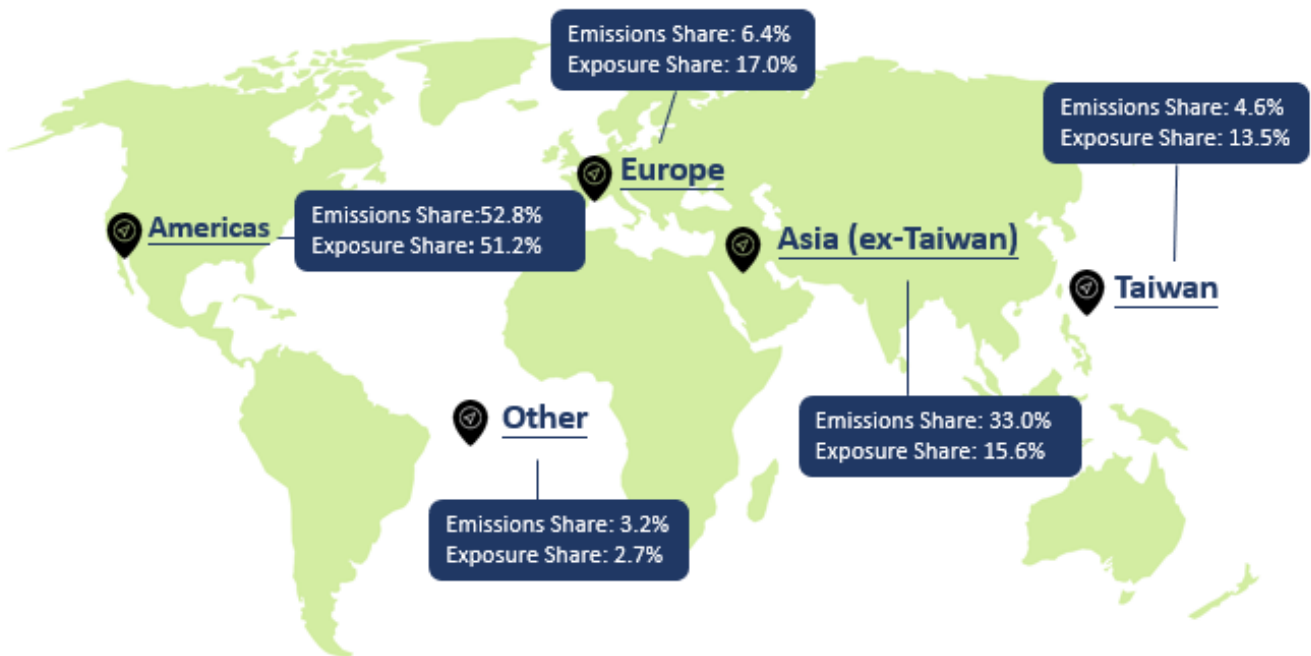 Emissions Share: 6.4%
Exposure Share: 17.0%
Europe
Emissions Share: 4.6%
Exposure Share: 13.5%
Taiwan
Americas
Emissions Share:52.8%
Exposure Share: 51.2%
Asia (ex-Taiwan)
Emissions Share: 33.0%
Exposure Share: 15.6%
Other
Emissions Share: 3.2%
Exposure Share: 2.7%